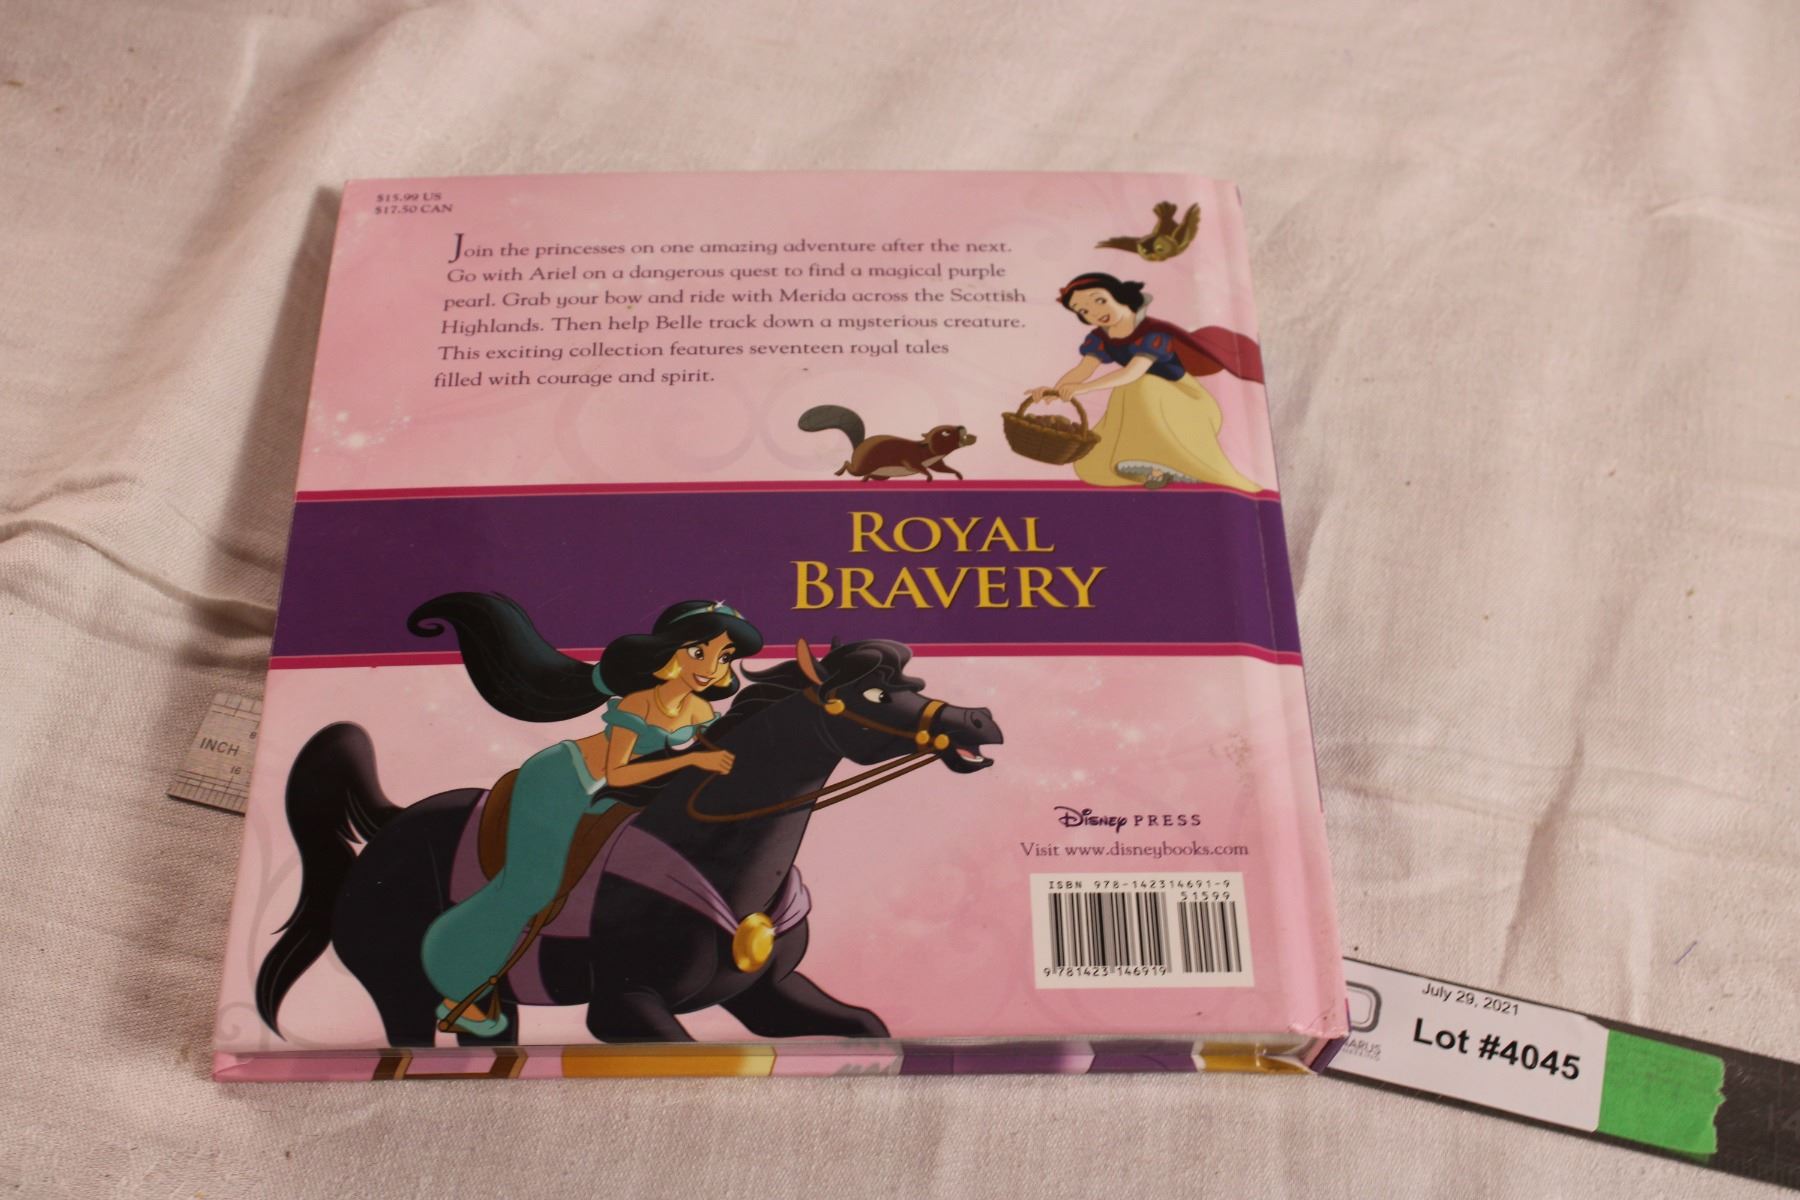 $15.99 US
$17.50 CAN
Join the princesses on one amazing adventure after the next.
Go with Ariel on a dangerous quest to find a magical purple
pearl. Grab your bow and ride with Merida across the Scottish
Highlands. Then help Belle track down a mysterious creature.
This exciting collection features seventeen royal tales
filled with courage and spirit.
ROYAL
BRAVERY
INCH
8
16
Disney PRESS
Visit www.disneybooks.com
ISBN 978-142314691-9
51599
9 781423 146919
July 29, 2021
Lot #4045